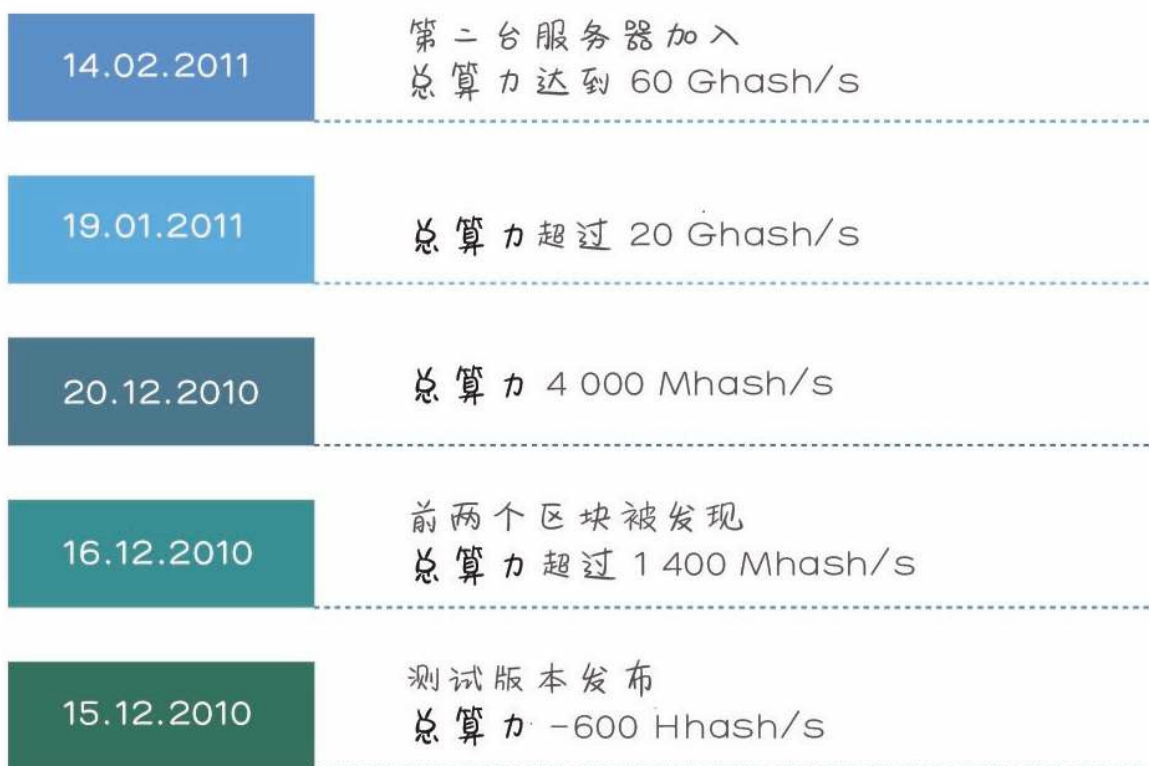 14.02.2011
第二台服务器加入
总算力达到 60 Ghash/s
19.01.2011
总算力超过 20 Ghash/s
20.12.2010
总算力 4 000 Mhash/s
16.12.2010
前两个区块被发现
总算力超过 1 400 Mhash/s
15.12.2010
测试版本发布
总算力 -600 Hhash/s